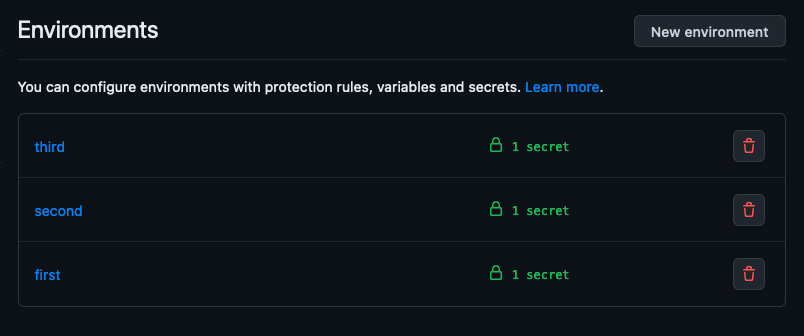 Environments
New environment
You can configure environments with protection rules, variables and secrets. Learn more.
third 1 secret
second 1 secret
first 1 secret